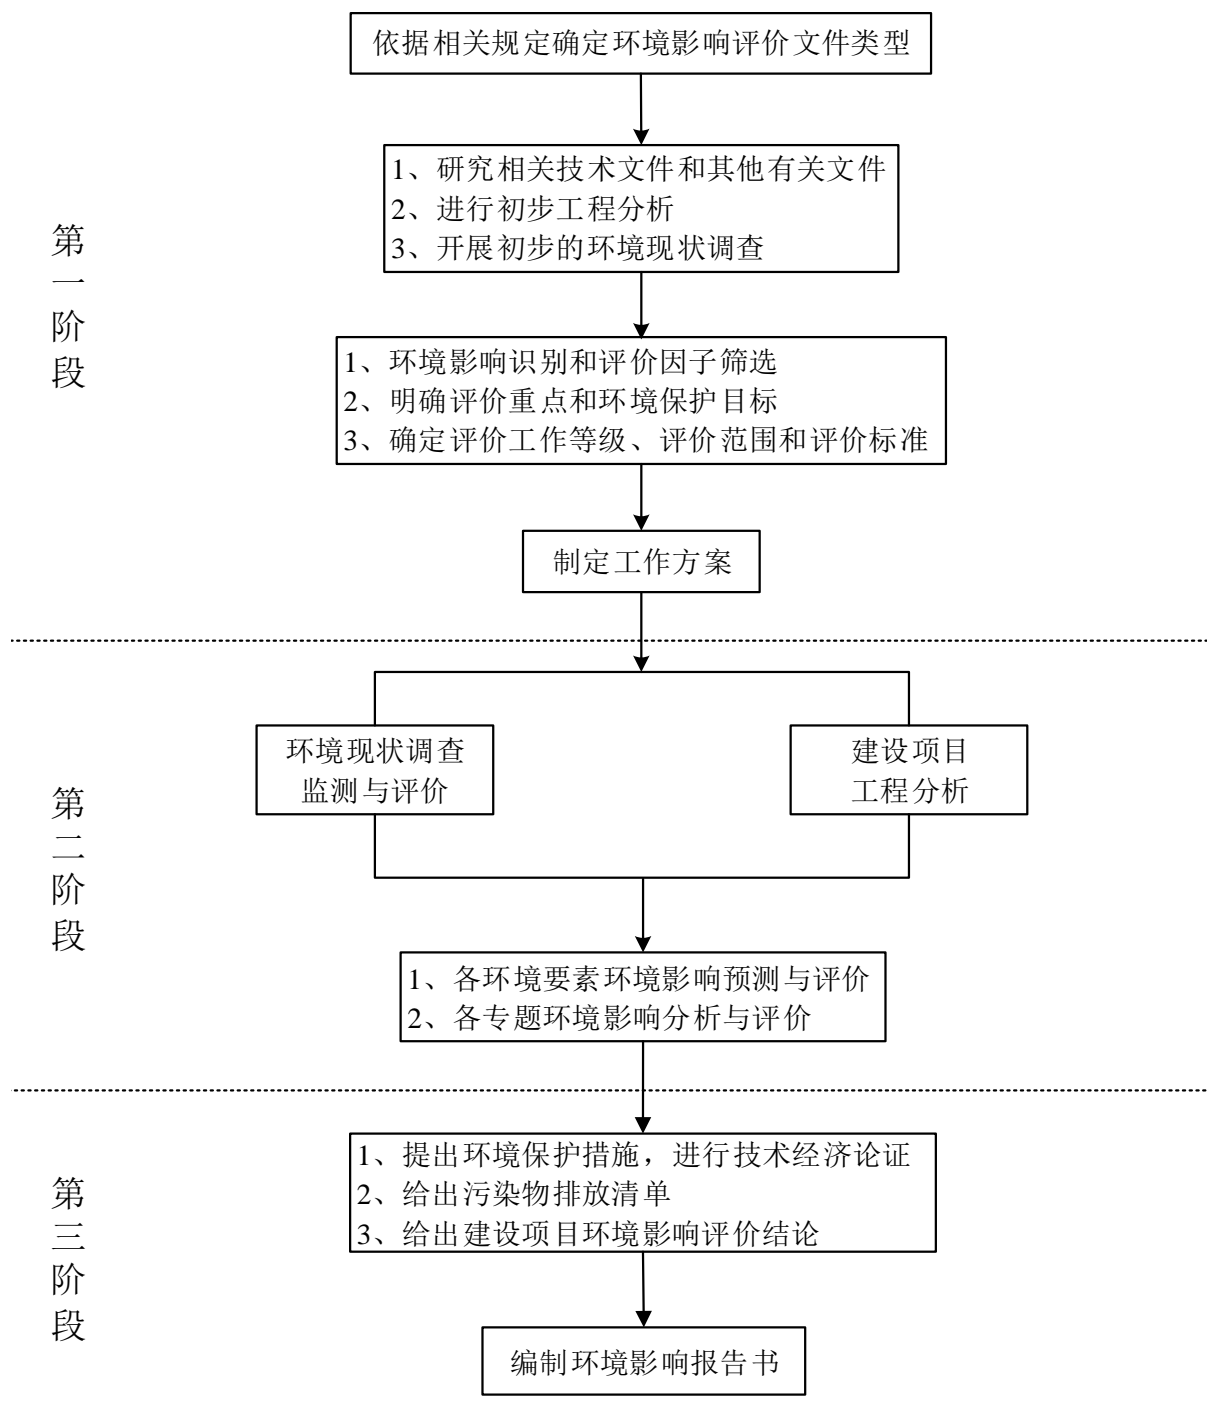 依据相关规定确定环境影响评价文件类型
1、研究相关技术文件和其他有关文件
2、进行初步工程分析
3、开展初步的环境现状调查
第一阶段
1、环境影响识别和评价因子筛选
2、明确评价重点和环境保护目标
3、确定评价工作等级、评价范围和评价标准
制定工作方案
环境现状调查
监测与评价
建设项目
工程分析
第二阶段
1、各环境要素环境影响预测与评价
2、各专题环境影响分析与评价
1、提出环境保护措施，进行技术经济论证
2、给出污染物排放清单
3、给出建设项目环境影响评价结论
第三阶段
编制环境影响报告书